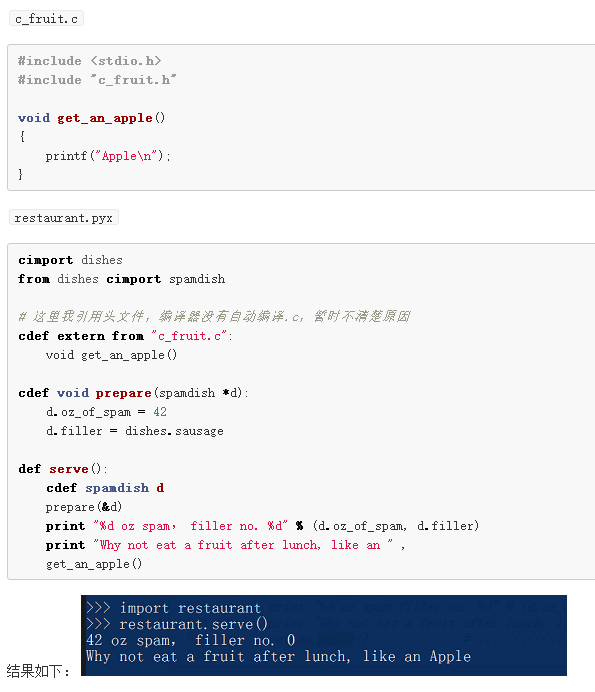 c_fruit.c
#include <stdio.h>
#include "c_fruit.h"
void get_an_apple()
{
    printf("Apple\n");
}
restaurant.pyx
cimport dishes
from dishes cimport spamdish
# 这里我引用头文件，编译器没有自动编译.c，暂时不清楚原因
cdef extern from "c_fruit.c":
    void get_an_apple()
cdef void prepare(spamdish *d):
    d.oz_of_spam = 42
    d.filler = dishes.sausage
def serve():
    cdef spamdish d
    prepare(&d)
    print "%d oz spam， filler no. %d" % (d.oz_of_spam, d.filler)
    print "Why not eat a fruit after lunch, like an " ,
    get_an_apple()
>>> import restaurant
>>> restaurant.serve()
42 oz spam， filler no. 0
Why not eat a fruit after lunch, like an Apple
结果如下：